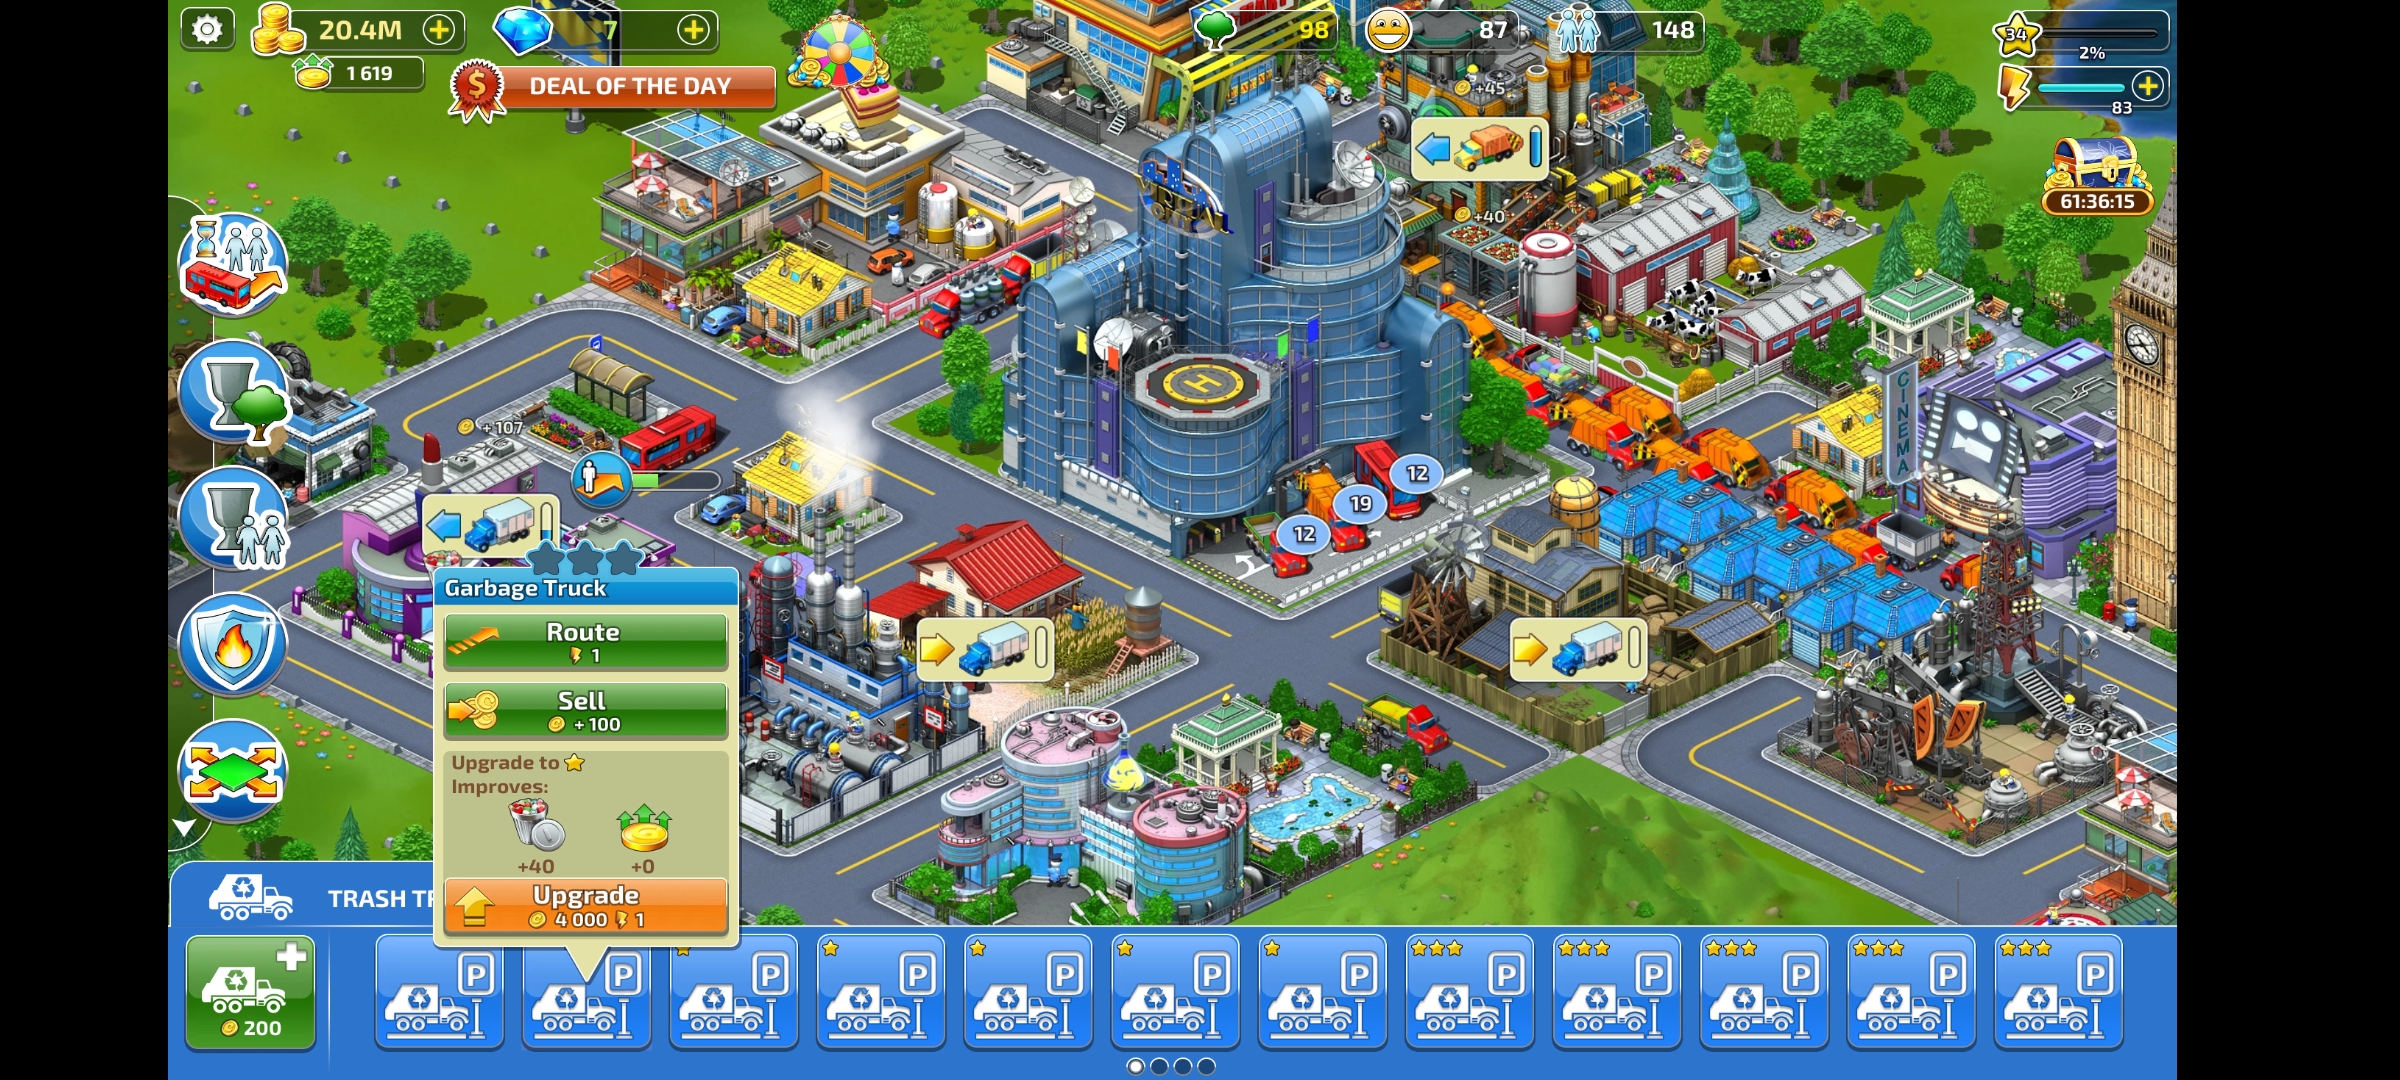 20.4M
7
98
87
148
34
2%
1 619
DEAL OF THE DAY
83
+45
61:36:15
+40
H
CINEMA
+107
12
19
12
Garbage Truck
Route
1
Sell
+ 100
Upgrade to
Improves:
+40
+0
Upgrade
4 000 1
TRASH TR
200
P
P
P
P
P
P
P
P
P
P
P
P